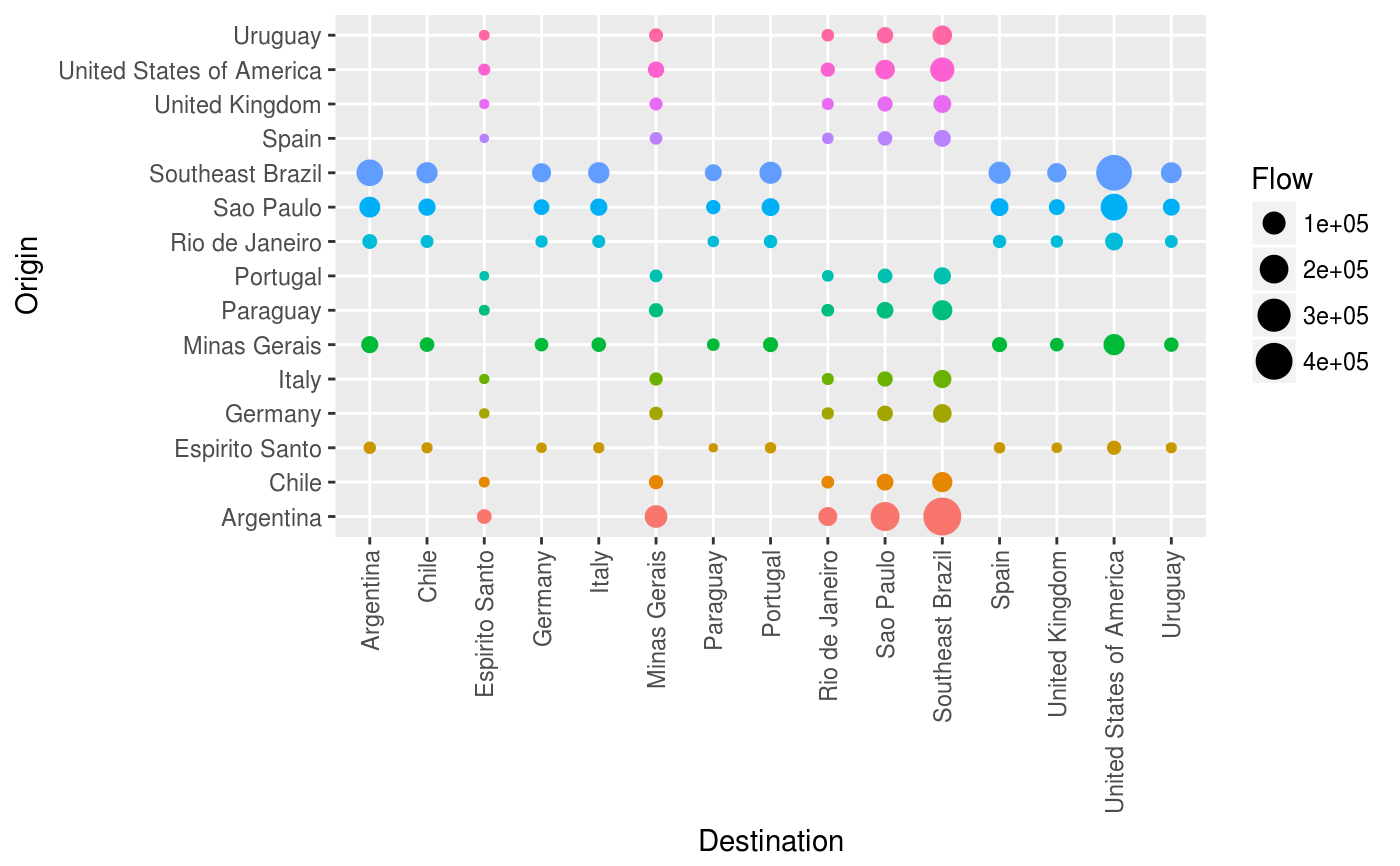 Uruguay
United States of America
United Kingdom
Spain
Southeast Brazil
Sao Paulo
Rio de Janeiro
Portugal
Paraguay
Minas Gerais
Italy
Germany
Espirito Santo
Chile
Argentina
Origin
Argentina
Chile
Espirito Santo
Germany
Italy
Minas Gerais
Paraguay
Portugal
Rio de Janeiro
Sao Paulo
Southeast Brazil
Spain
United Kingdom
United States of America
Uruguay
Destination
Flow
1e+05
2e+05
3e+05
4e+05